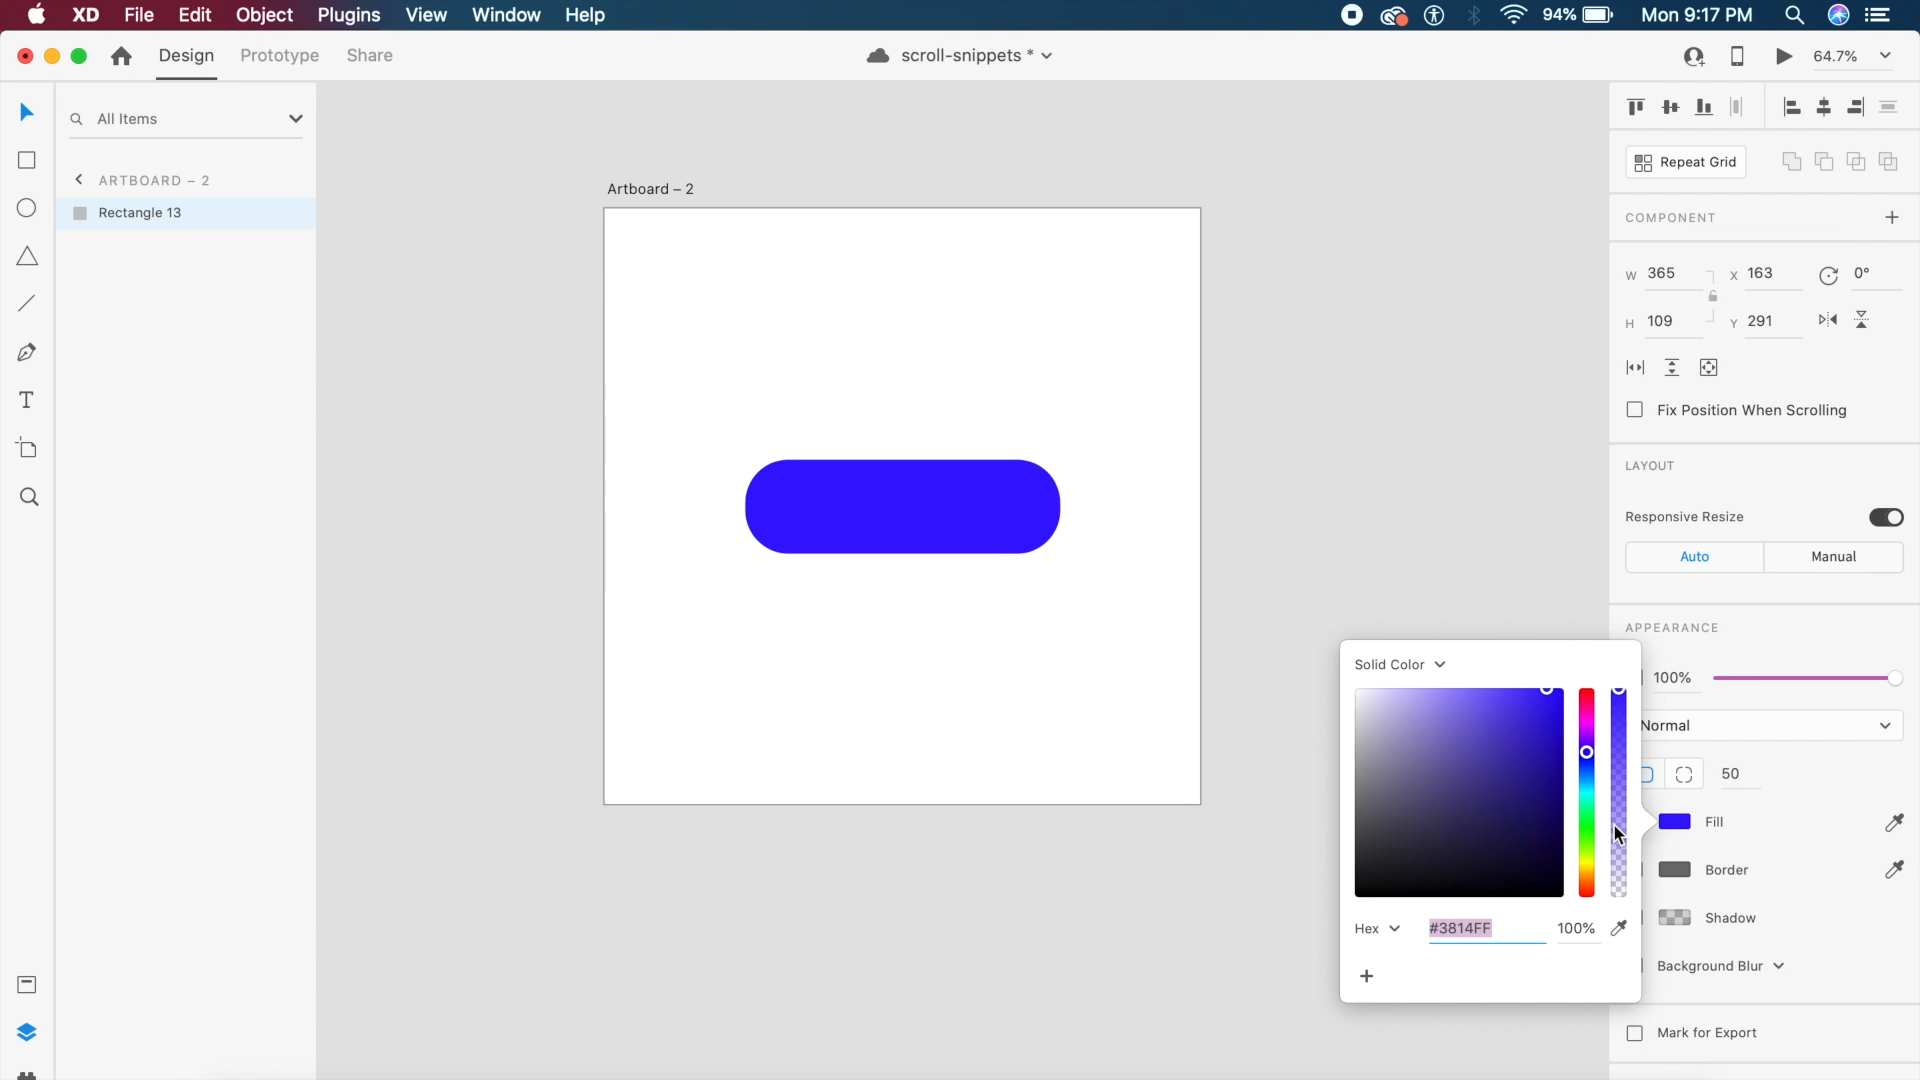 XD File Edit Object Plugins View Window Help 94% Mon 9:17 PM
Design Prototype Share scroll-snippets * 64.7%
All Items
ARTBOARD – 2
Rectangle 13
Artboard – 2
Repeat Grid
COMPONENT
W 365 X 163 0°
H 109 Y 291
Fix Position When Scrolling
LAYOUT
Responsive Resize
Auto Manual
APPEARANCE
100%
Normal
50
Fill
Border
Shadow
Background Blur
Mark for Export
Solid Color
Hex #3814FF 100%